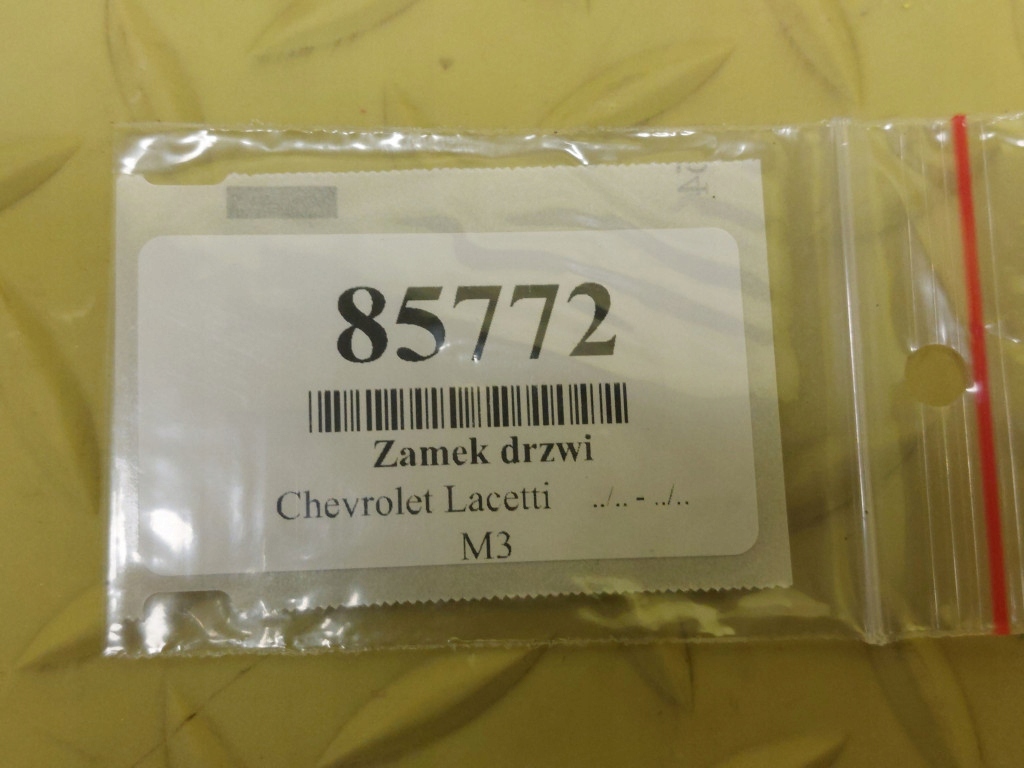 85772
Zamek drzwi
Chevrolet Lacetti ../.. - ../..
M3